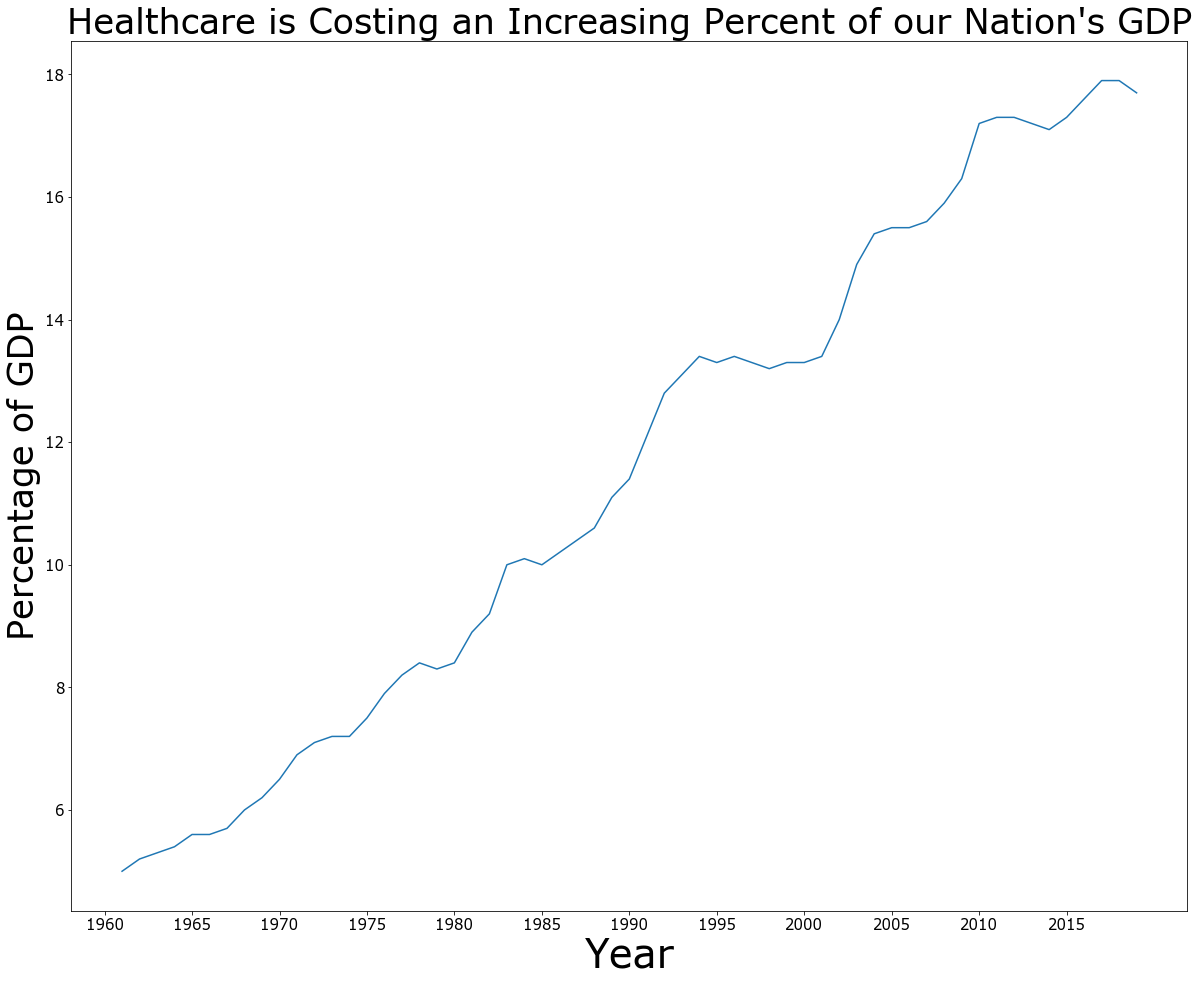 Healthcare is Costing an Increasing Percent of our Nation's GDP
Percentage of GDP
18
16
14
12
10
8
6
1960 1965 1970 1975 1980 1985 1990 1995 2000 2005 2010 2015
Year